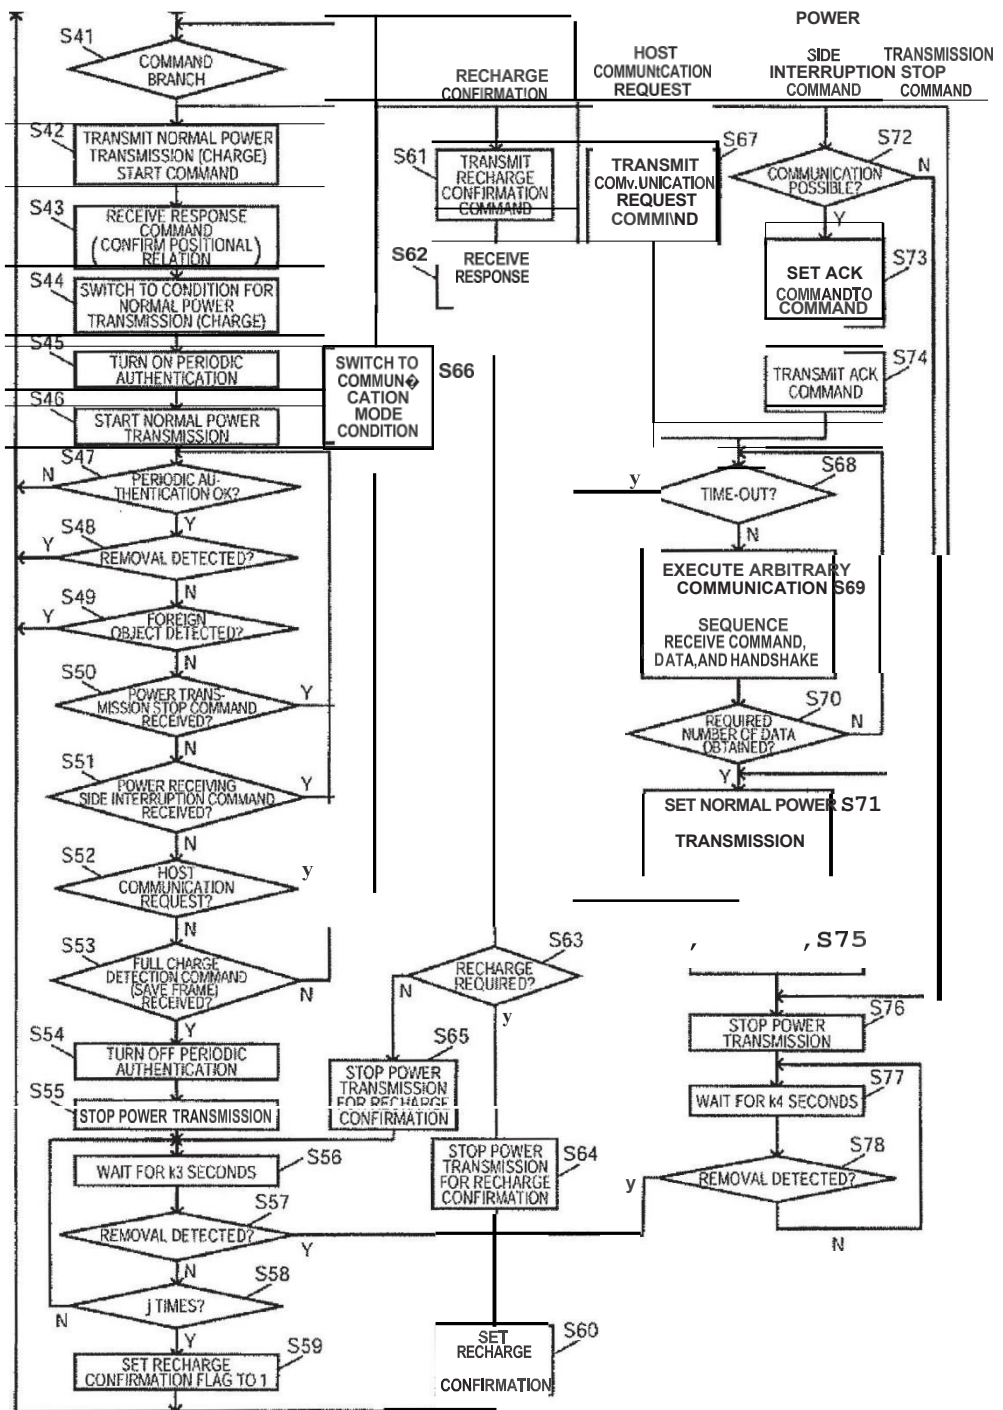 POWER
HOST
SIDE
TRANSMISSION
S41
COMMAND
BRANCH
RECHARGE
CONFIRMATION
COMMUNtCATION
REQUEST
INTERRUPTION STOP
COMMAND
COMMAND
S42
TRANSMIT NORMAL POWER
TRANSMISSION (CHARGE)
START COMMAND
S43
RECEIVE RESPONSE
COMMAND
(CONFIRM POSITIONAL
RELATION)
S44
SWITCH TO CONDITION FOR
NORMAL POWER
TRANSMISSION (CHARGE)
S45
TURN ON PERIODIC
AUTHENTICATION
S46
START NORMAL POWER
TRANSMISSION
S47
N
PERIODIC AU-
THENTICATION OK?
Y
S48
Y
REMOVAL DETECTED?
N
S49
Y
FOREIGN
OBJECT DETECTED?
N
S50
POWER TRANS-
MISSION STOP COMMAND
RECEIVED?
Y
N
S51
POWER RECEIVING
SIDE INTERRUPTION COMMAND
RECEIVED?
Y
N
S52
HOST
COMMUNICATION
REQUEST?
y
N
S53
FULL CHARGE
DETECTION COMMAND
(SAVE FRAME)
RECEIVED?
N
Y
S54
TURN OFF PERIODIC
AUTHENTICATION
S55
STOP POWER TRANSMISSION
WAIT FOR k3 SECONDS
S56
S57
REMOVAL DETECTED?
Y
N
S58
j TIMES?
N
Y
S59
SET RECHARGE
CONFIRMATION FLAG TO 1
S61
TRANSMIT
RECHARGE
CONFIRMATION
COMMAND
S62
RECEIVE
RESPONSE
S67
TRANSMIT
COMv.UNICATION
REQUEST
COMMIND
S72
COMMUNICATION
POSSIBLE?
N
Y
S73
SET ACK
COMMANDTO
COMMAND
S74
TRANSMIT ACK
COMMAND
SWITCH TO
COMMUN�
CATION
MODE
CONDITION
S66
S68
y
TIME-OUT?
N
EXECUTE ARBITRARY
COMMUNICATION S69
SEQUENCE
RECEIVE COMMAND,
DATA,AND HANDSHAKE
S70
REQUIRED
NUMBER OF DATA
OBTAINED?
N
Y
SET NORMAL POWER S71
TRANSMISSION
S63
RECHARGE
REQUIRED?
N
y
S65
STOP POWER
TRANSMISSION
FOR RECHARGE
CONFIRMATION
S64
STOP POWER
TRANSMISSION
FOR RECHARGE
CONFIRMATION
S60
SET
RECHARGE
CONFIRMATION
, ,S75
S76
STOP POWER
TRANSMISSION
S77
WAIT FOR k4 SECONDS
S78
y
REMOVAL DETECTED?
N